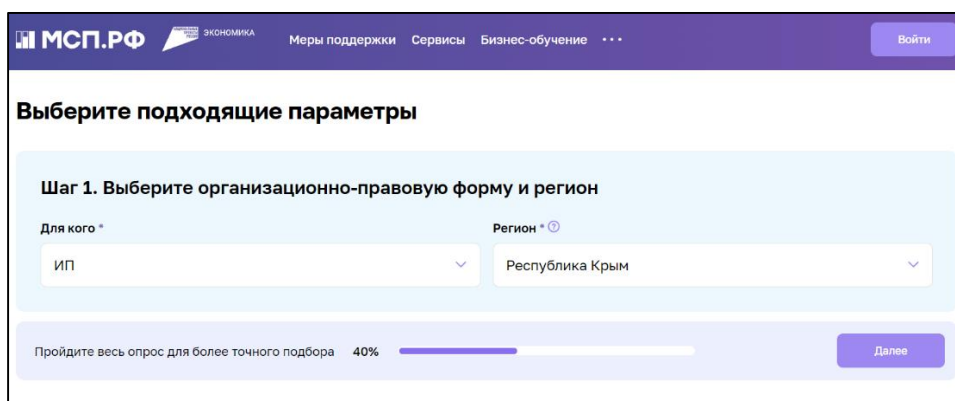 МСП.РФ ЭКОНОМИКА Меры поддержки Сервисы Бизнес-обучение ••• Войти
Выберите подходящие параметры
Шаг 1. Выберите организационно-правовую форму и регион
Для кого * Регион * ?
ИП Республика Крым
Пройдите весь опрос для более точного подбора 40% Далее